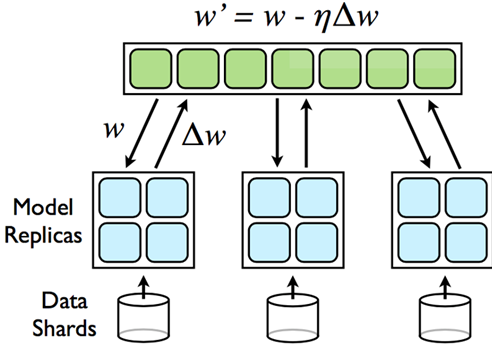 w' = w - ηΔw
w
Δw
Model
Replicas
Data
Shards